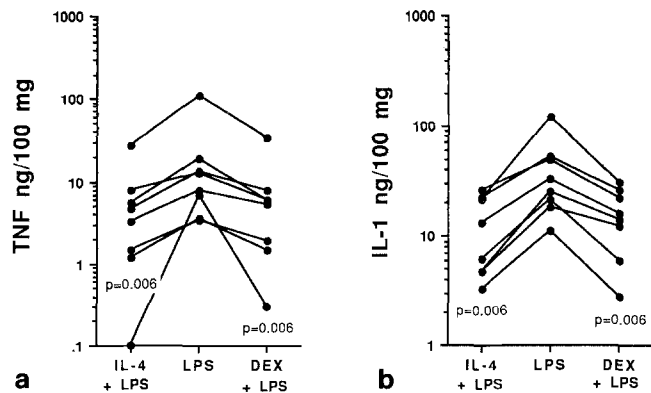 1000
100
10
1
.1
TNF ng/100 mg
p=0.006
p=0.006
IL-4 LPS DEX
+ LPS + LPS
a
1000
100
10
1
IL-1 ng/100 mg
p=0.006
p=0.006
IL-4 LPS DEX
+ LPS + LPS
b